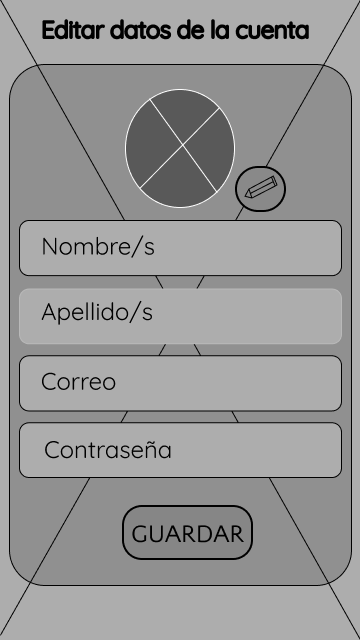 Editar datos de la cuenta
Nombre/s
Apellido/s
Correo
Contraseña
GUARDAR